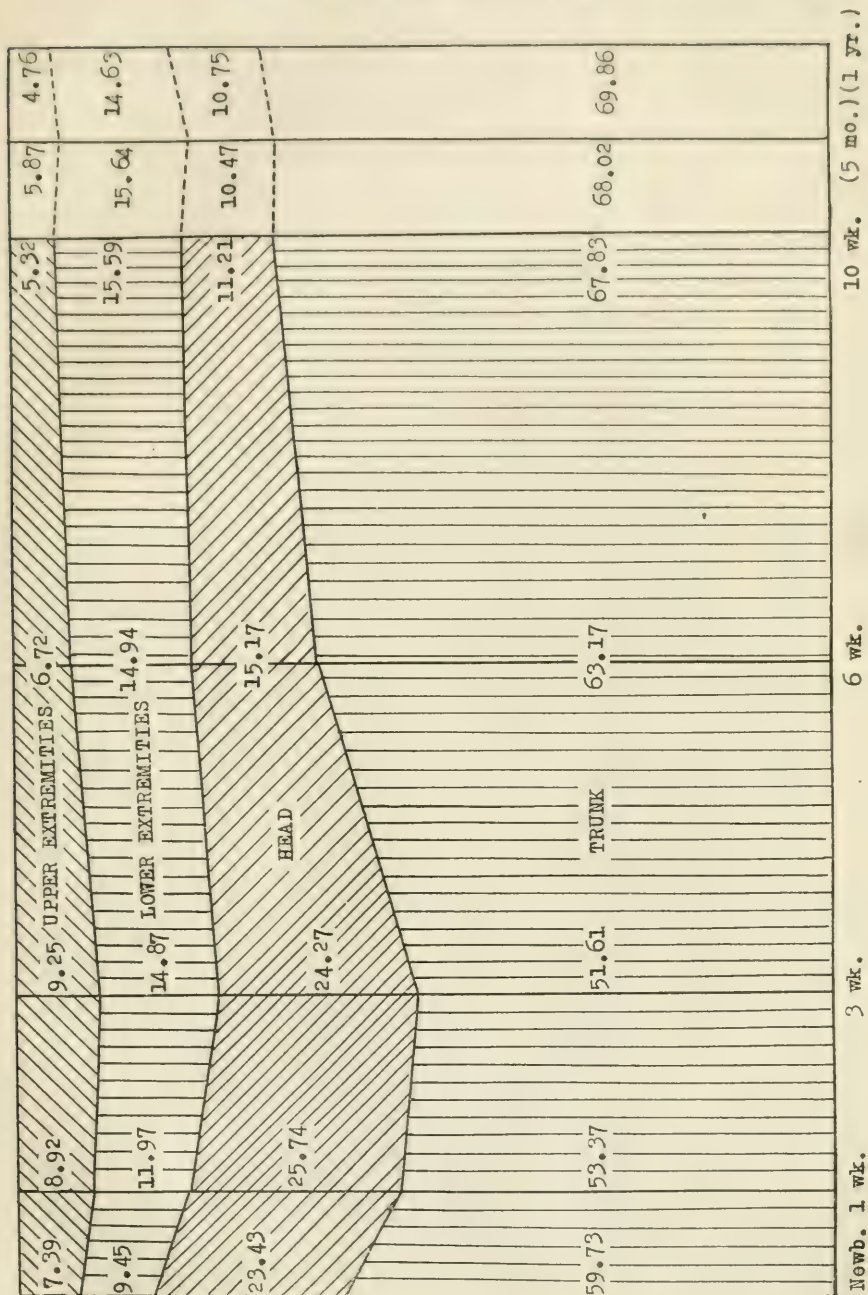 7.39 8.92 9.25 UPPER EXTREMITIES 6.72 5.32 5.87 4.76
9.45 11.97 14.87 LOWER EXTREMITIES 14.94 15.59 15.64 14.63
23.43 25.74 24.27 HEAD 15.17 11.21 10.47 10.75
59.73 53.37 51.61 TRUNK 63.17 67.83 68.02 69.86
Newb. 1 wk. 3 wk. 6 wk. 10 wk. (5 mo.)(1 yr.)